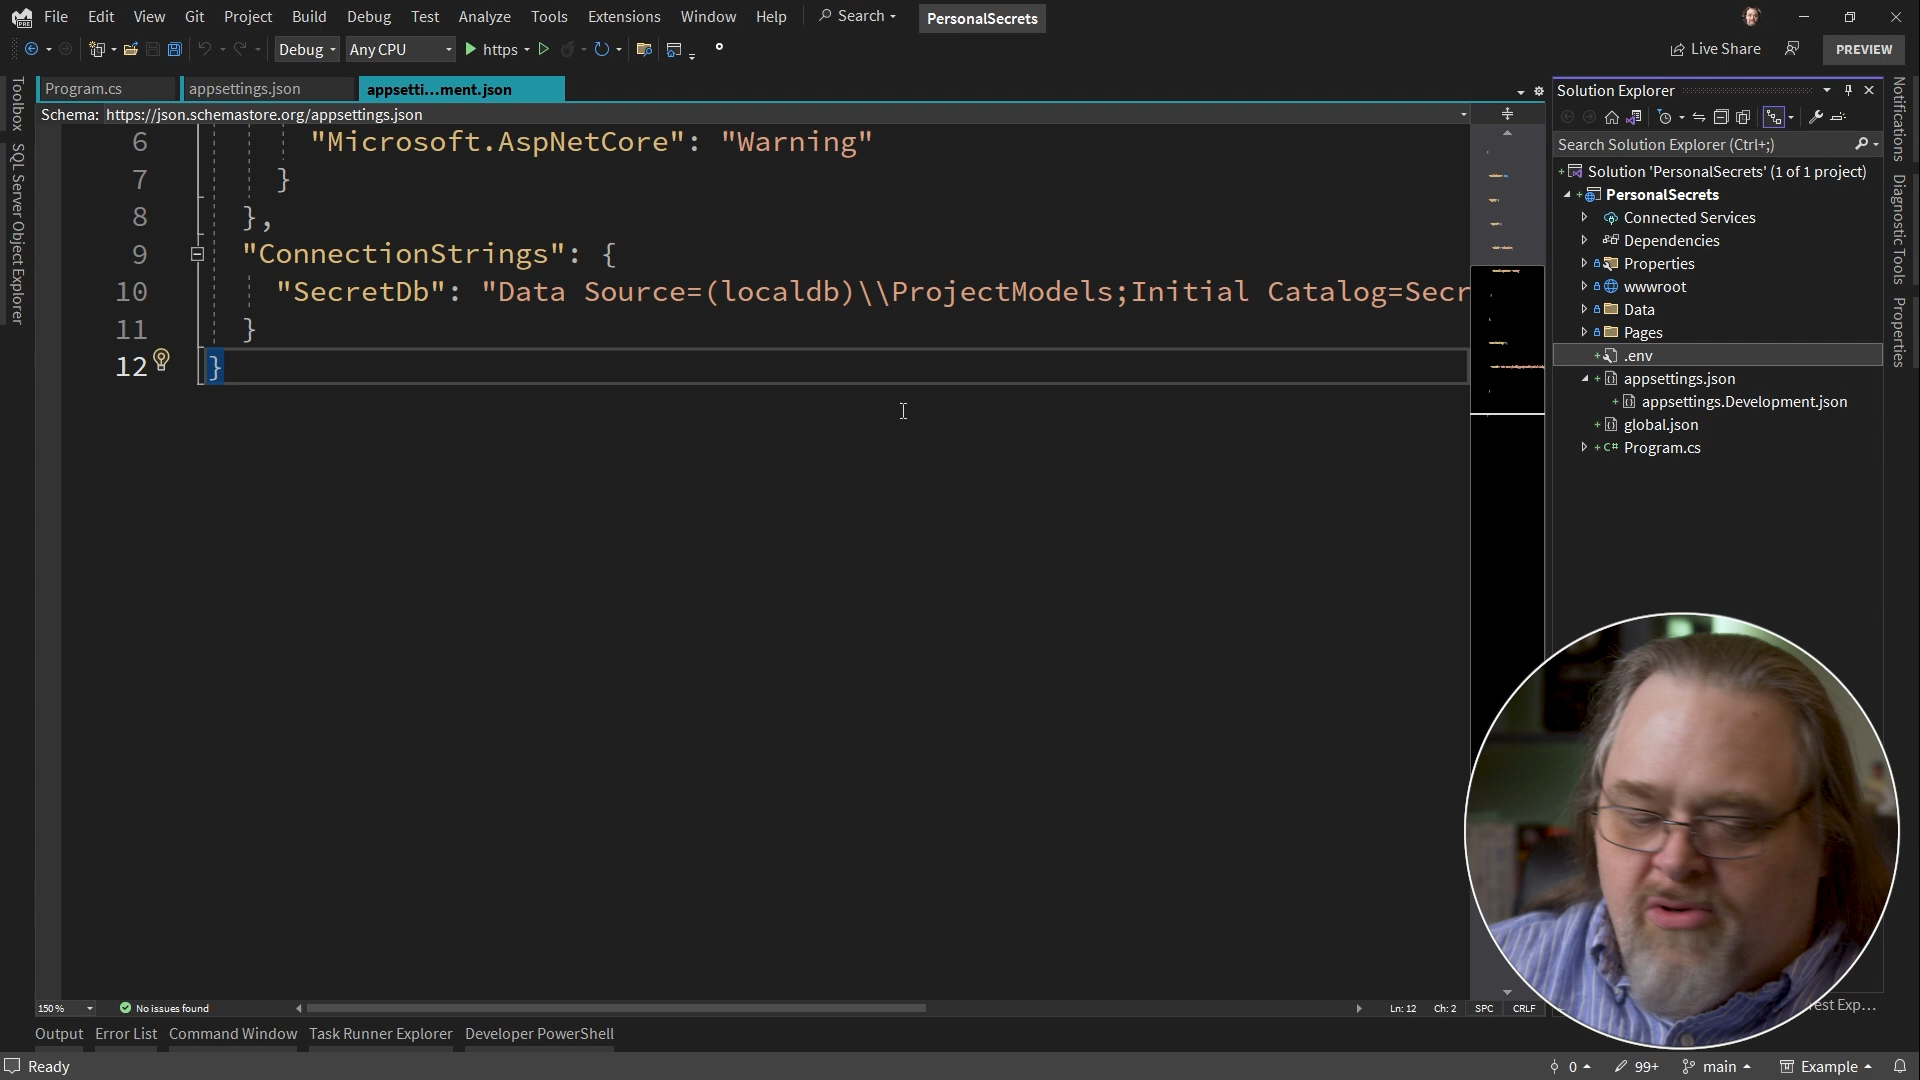 File Edit View Git Project Build Debug Test Analyze Tools Extensions Window Help Search PersonalSecrets
Debug Any CPU https Live Share PREVIEW
Toolbox
SQL Server Object Explorer
Program.cs appsettings.json appsetti...ment.json
Schema: https://json.schemastore.org/appsettings.json
6 "Microsoft.AspNetCore": "Warning"
7 }
8 },
9 "ConnectionStrings": {
10 "SecretDb": "Data Source=(localdb)\\ProjectModels;Initial Catalog=Secr
11 }
12 }
150 % No issues found Ln: 12 Ch: 2 SPC CRLF
Solution Explorer
Search Solution Explorer (Ctrl+;)
Solution 'PersonalSecrets' (1 of 1 project)
PersonalSecrets
Connected Services
Dependencies
Properties
wwwroot
Data
Pages
.env
appsettings.json
appsettings.Development.json
global.json
C# Program.cs
Notifications
Diagnostic Tools
Properties
Output Error List Command Window Task Runner Explorer Developer PowerShell
Ready 0 99+ main Example